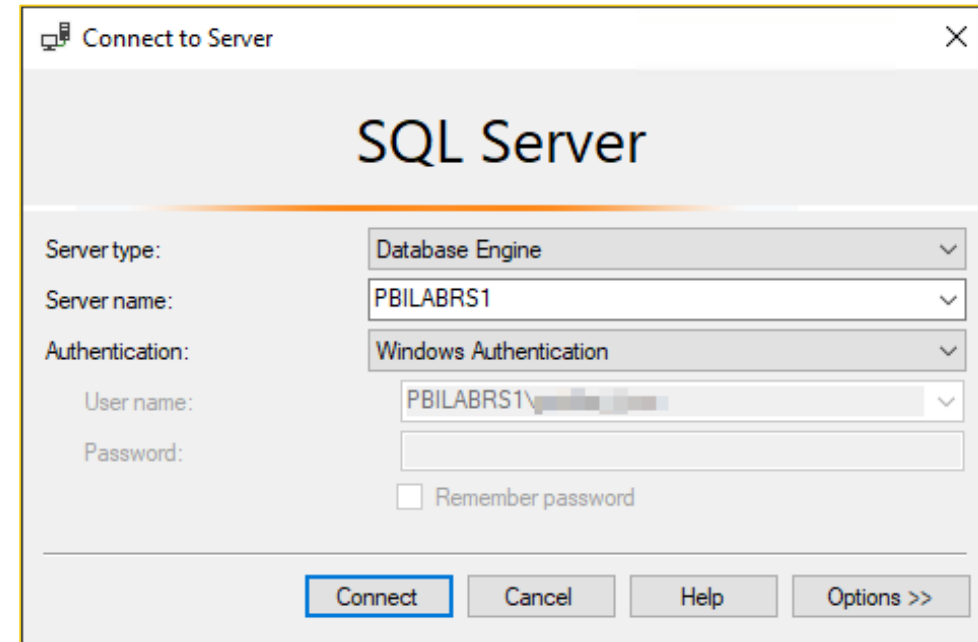 Connect to Server
SQL Server
Server type: Database Engine
Server name: PBILABRS1
Authentication: Windows Authentication
User name: PBILABRS1\
Password:
Remember password
Connect Cancel Help Options >>